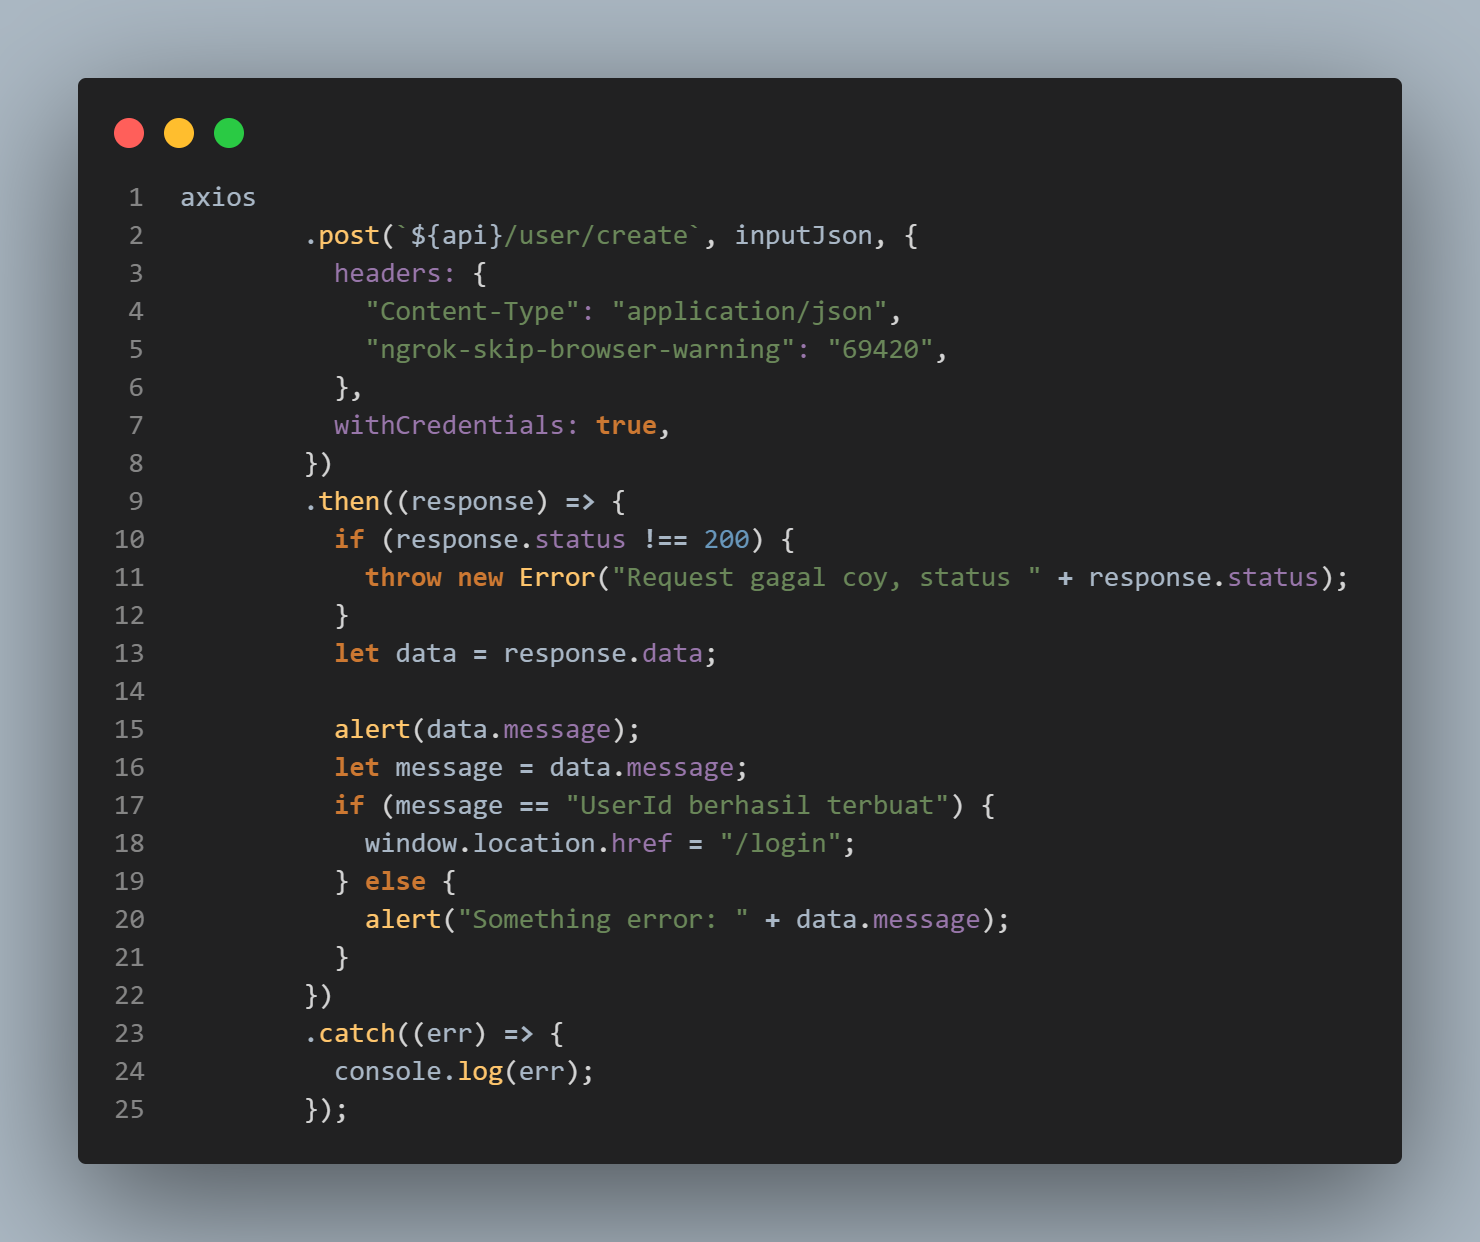 1 axios
2 .post(`${api}/user/create`, inputJson, {
3 headers: {
4 "Content-Type": "application/json",
5 "ngrok-skip-browser-warning": "69420",
6 },
7 withCredentials: true,
8 })
9 .then((response) => {
10 if (response.status !== 200) {
11 throw new Error("Request gagal coy, status " + response.status);
12 }
13 let data = response.data;
14
15 alert(data.message);
16 let message = data.message;
17 if (message == "UserId berhasil terbuat") {
18 window.location.href = "/login";
19 } else {
20 alert("Something error: " + data.message);
21 }
22 })
23 .catch((err) => {
24 console.log(err);
25 });